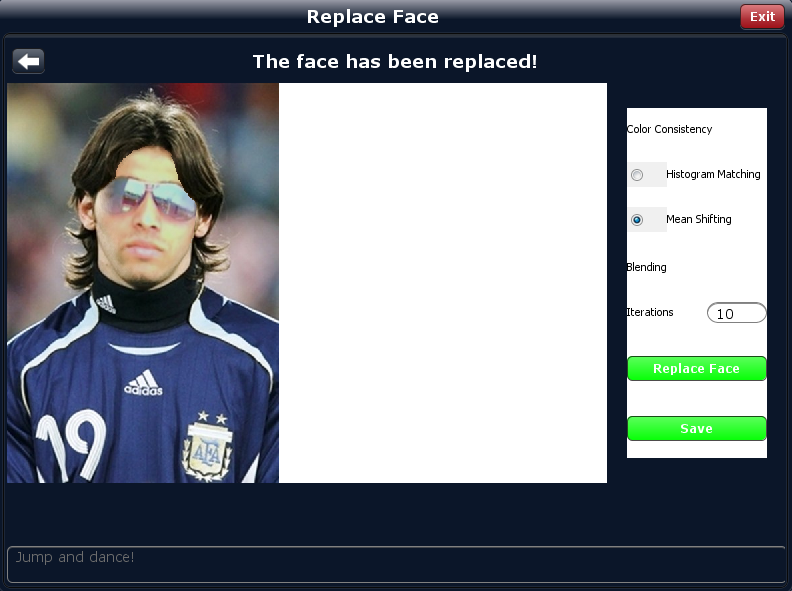 Replace Face
Exit
The face has been replaced!
Color Consistency
Histogram Matching
Mean Shifting
Blending
Iterations
10
Replace Face
Save
adidas
19
AFA
Jump and dance!